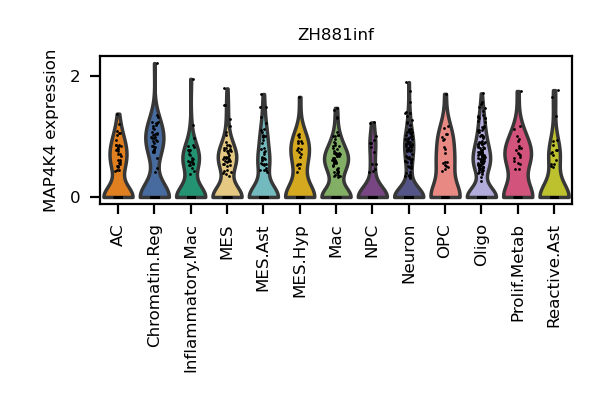 ZH881inf
MAP4K4 expression
2
0
AC
Chromatin.Reg
Inflammatory.Mac
MES
MES.Ast
MES.Hyp
Mac
NPC
Neuron
OPC
Oligo
Prolif.Metab
Reactive.Ast